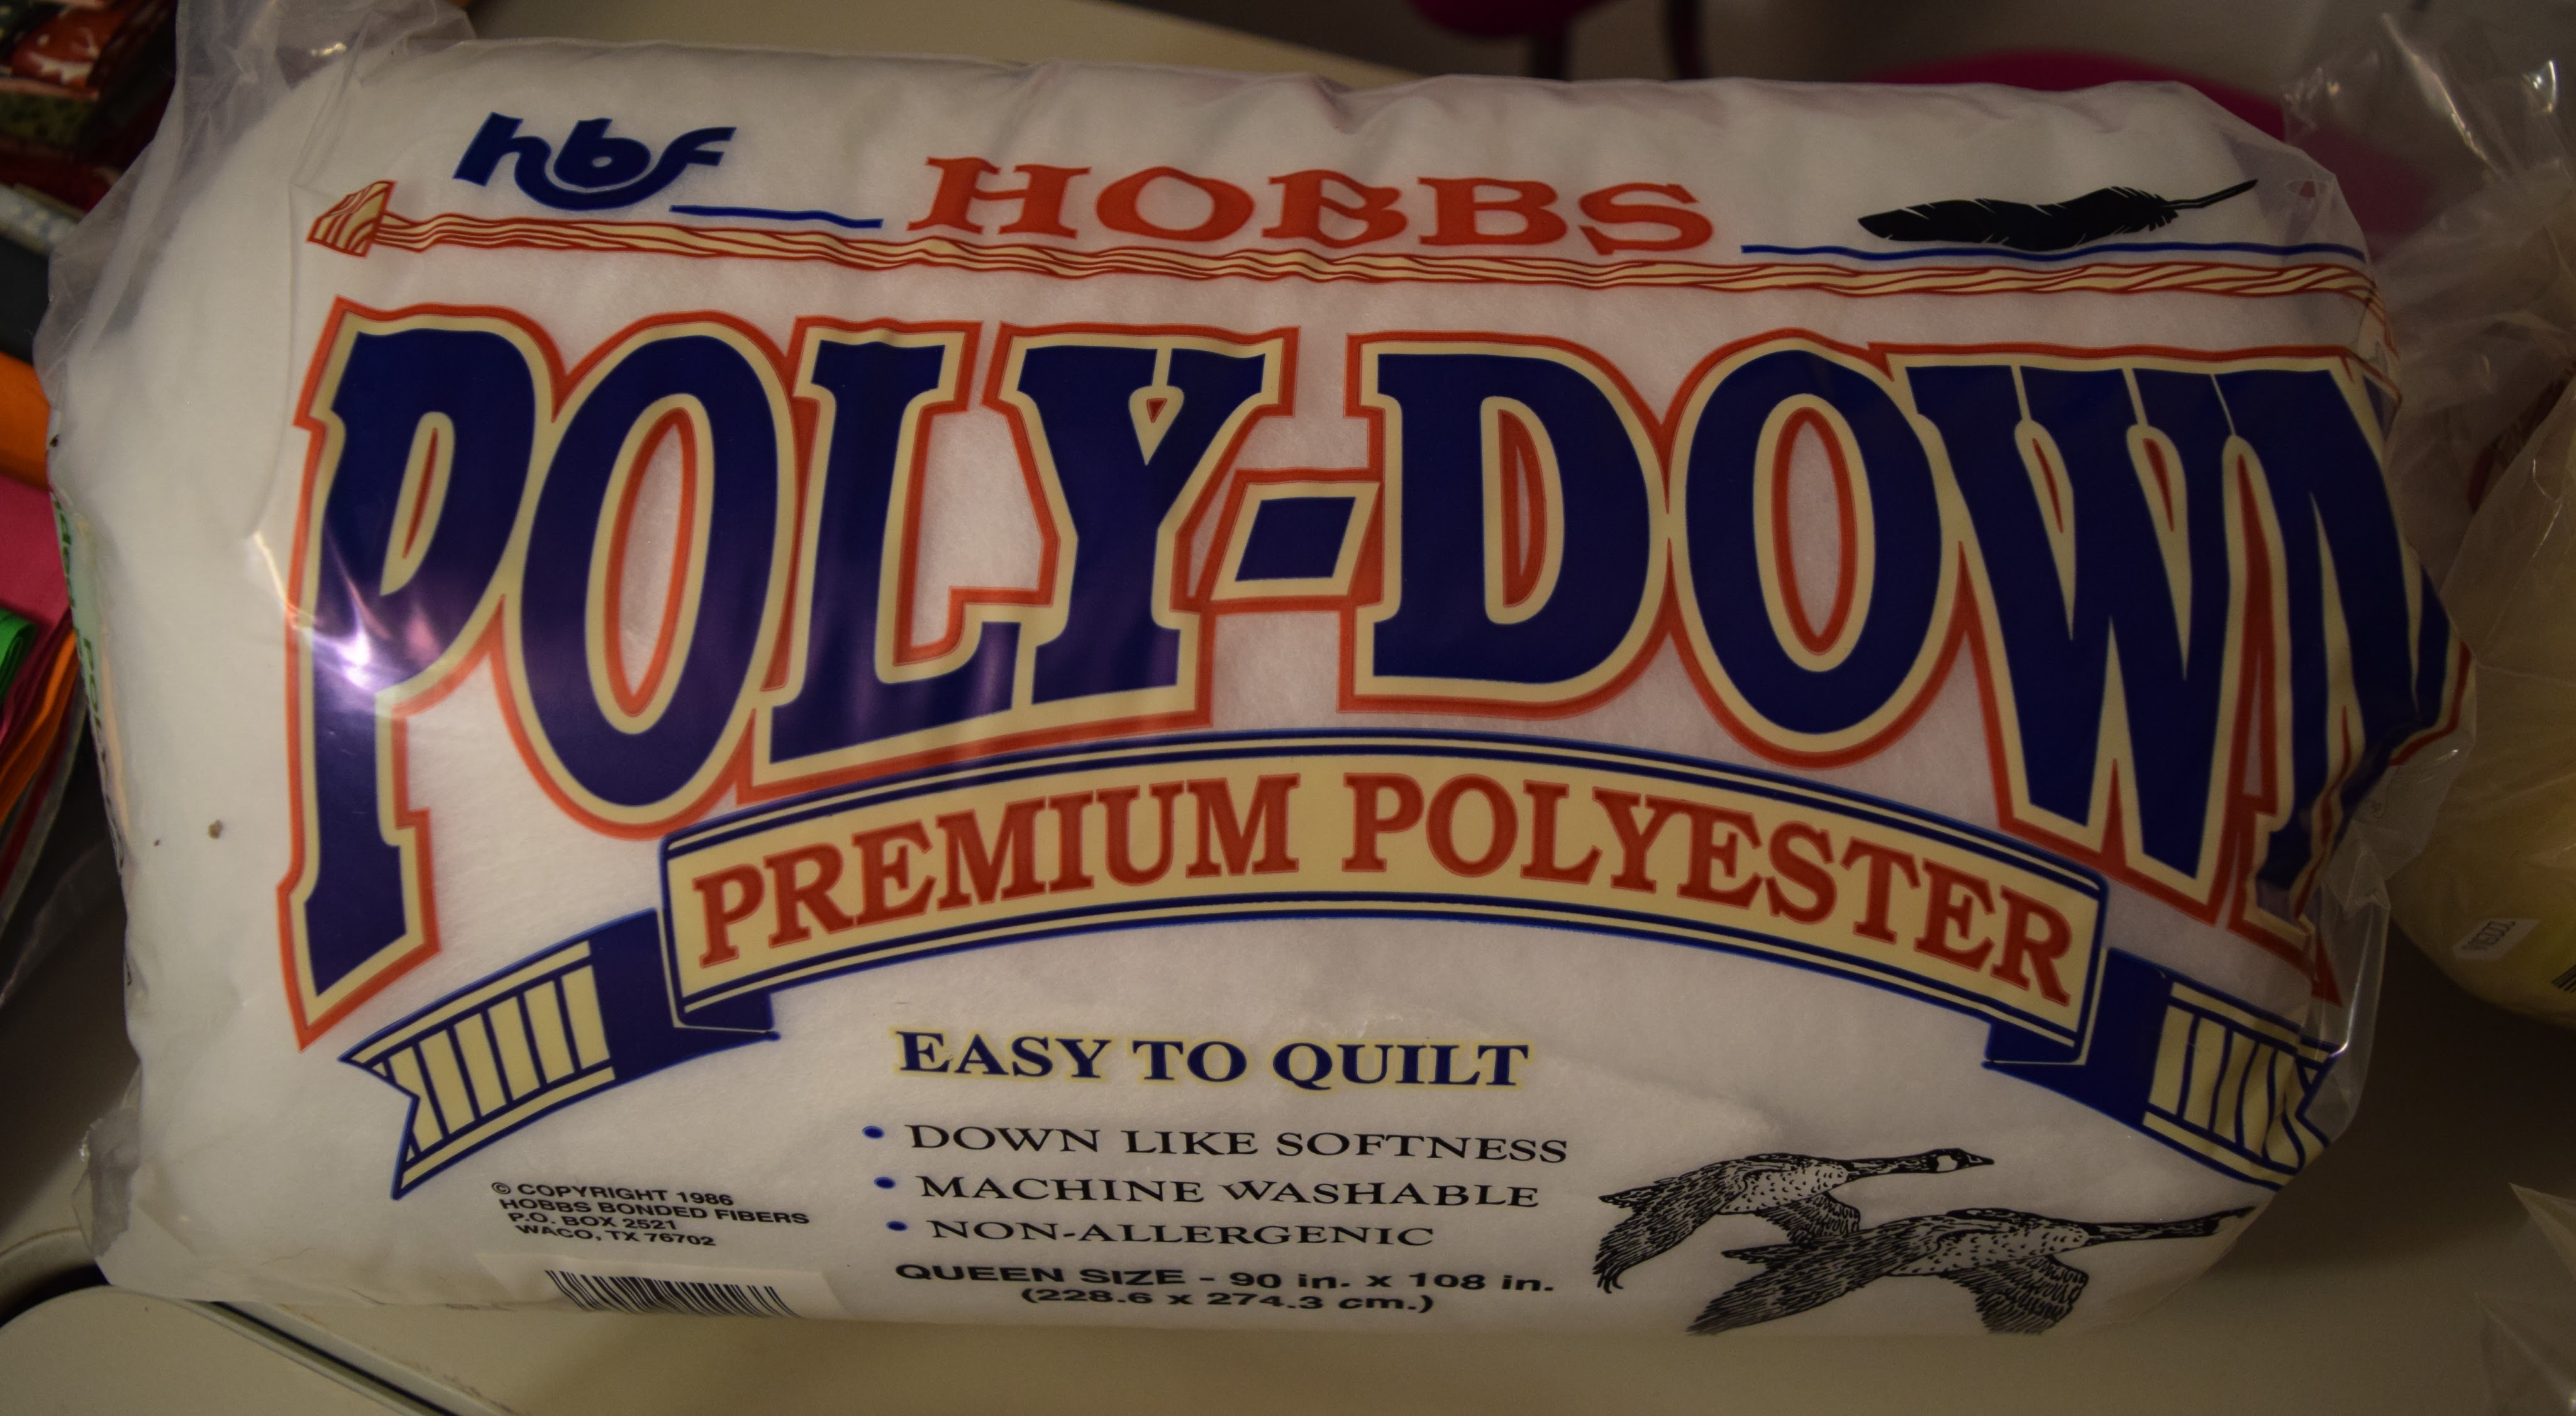 hbf
HOBBS
POLY-DOWN
PREMIUM POLYESTER
EASY TO QUILT
• DOWN LIKE SOFTNESS
• MACHINE WASHABLE
• NON-ALLERGENIC
QUEEN SIZE - 90 in. x 108 in.
(228.6 x 274.3 cm.)
© COPYRIGHT 1986
HOBBS BONDED FIBERS
P.O. BOX 2521
WACO, TX 76702